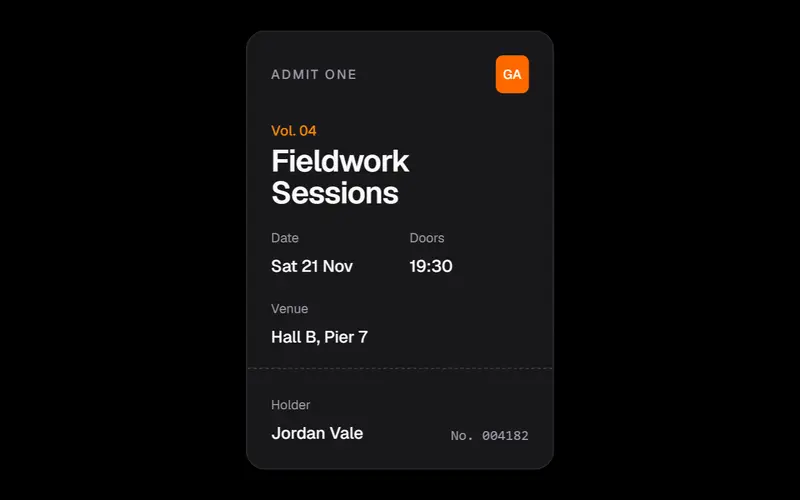 ADMIT ONE
GA
Vol. 04
Fieldwork
Sessions
Date
Doors
Sat 21 Nov
19:30
Venue
Hall B, Pier 7
Holder
Jordan Vale
No. 004182